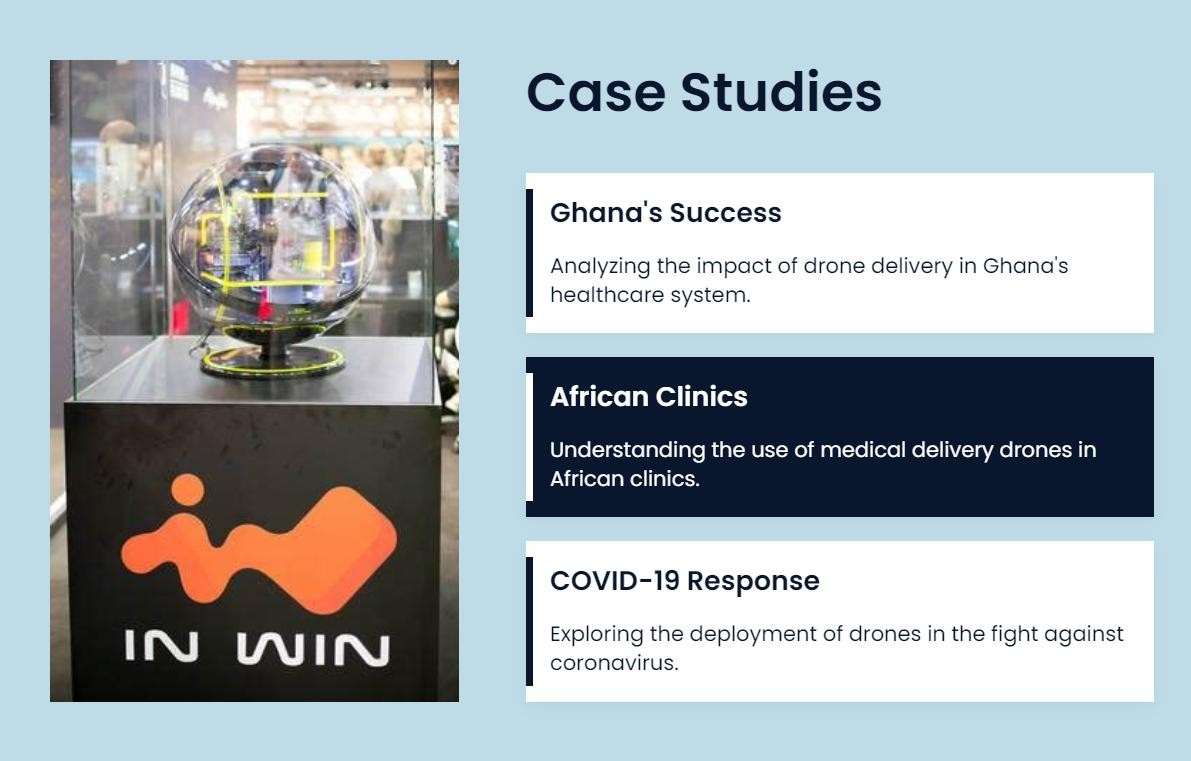 IN WIN
Case Studies
Ghana's Success
Analyzing the impact of drone delivery in Ghana's
healthcare system.
African Clinics
Understanding the use of medical delivery drones in
African clinics.
COVID-19 Response
Exploring the deployment of drones in the fight against
coronavirus.